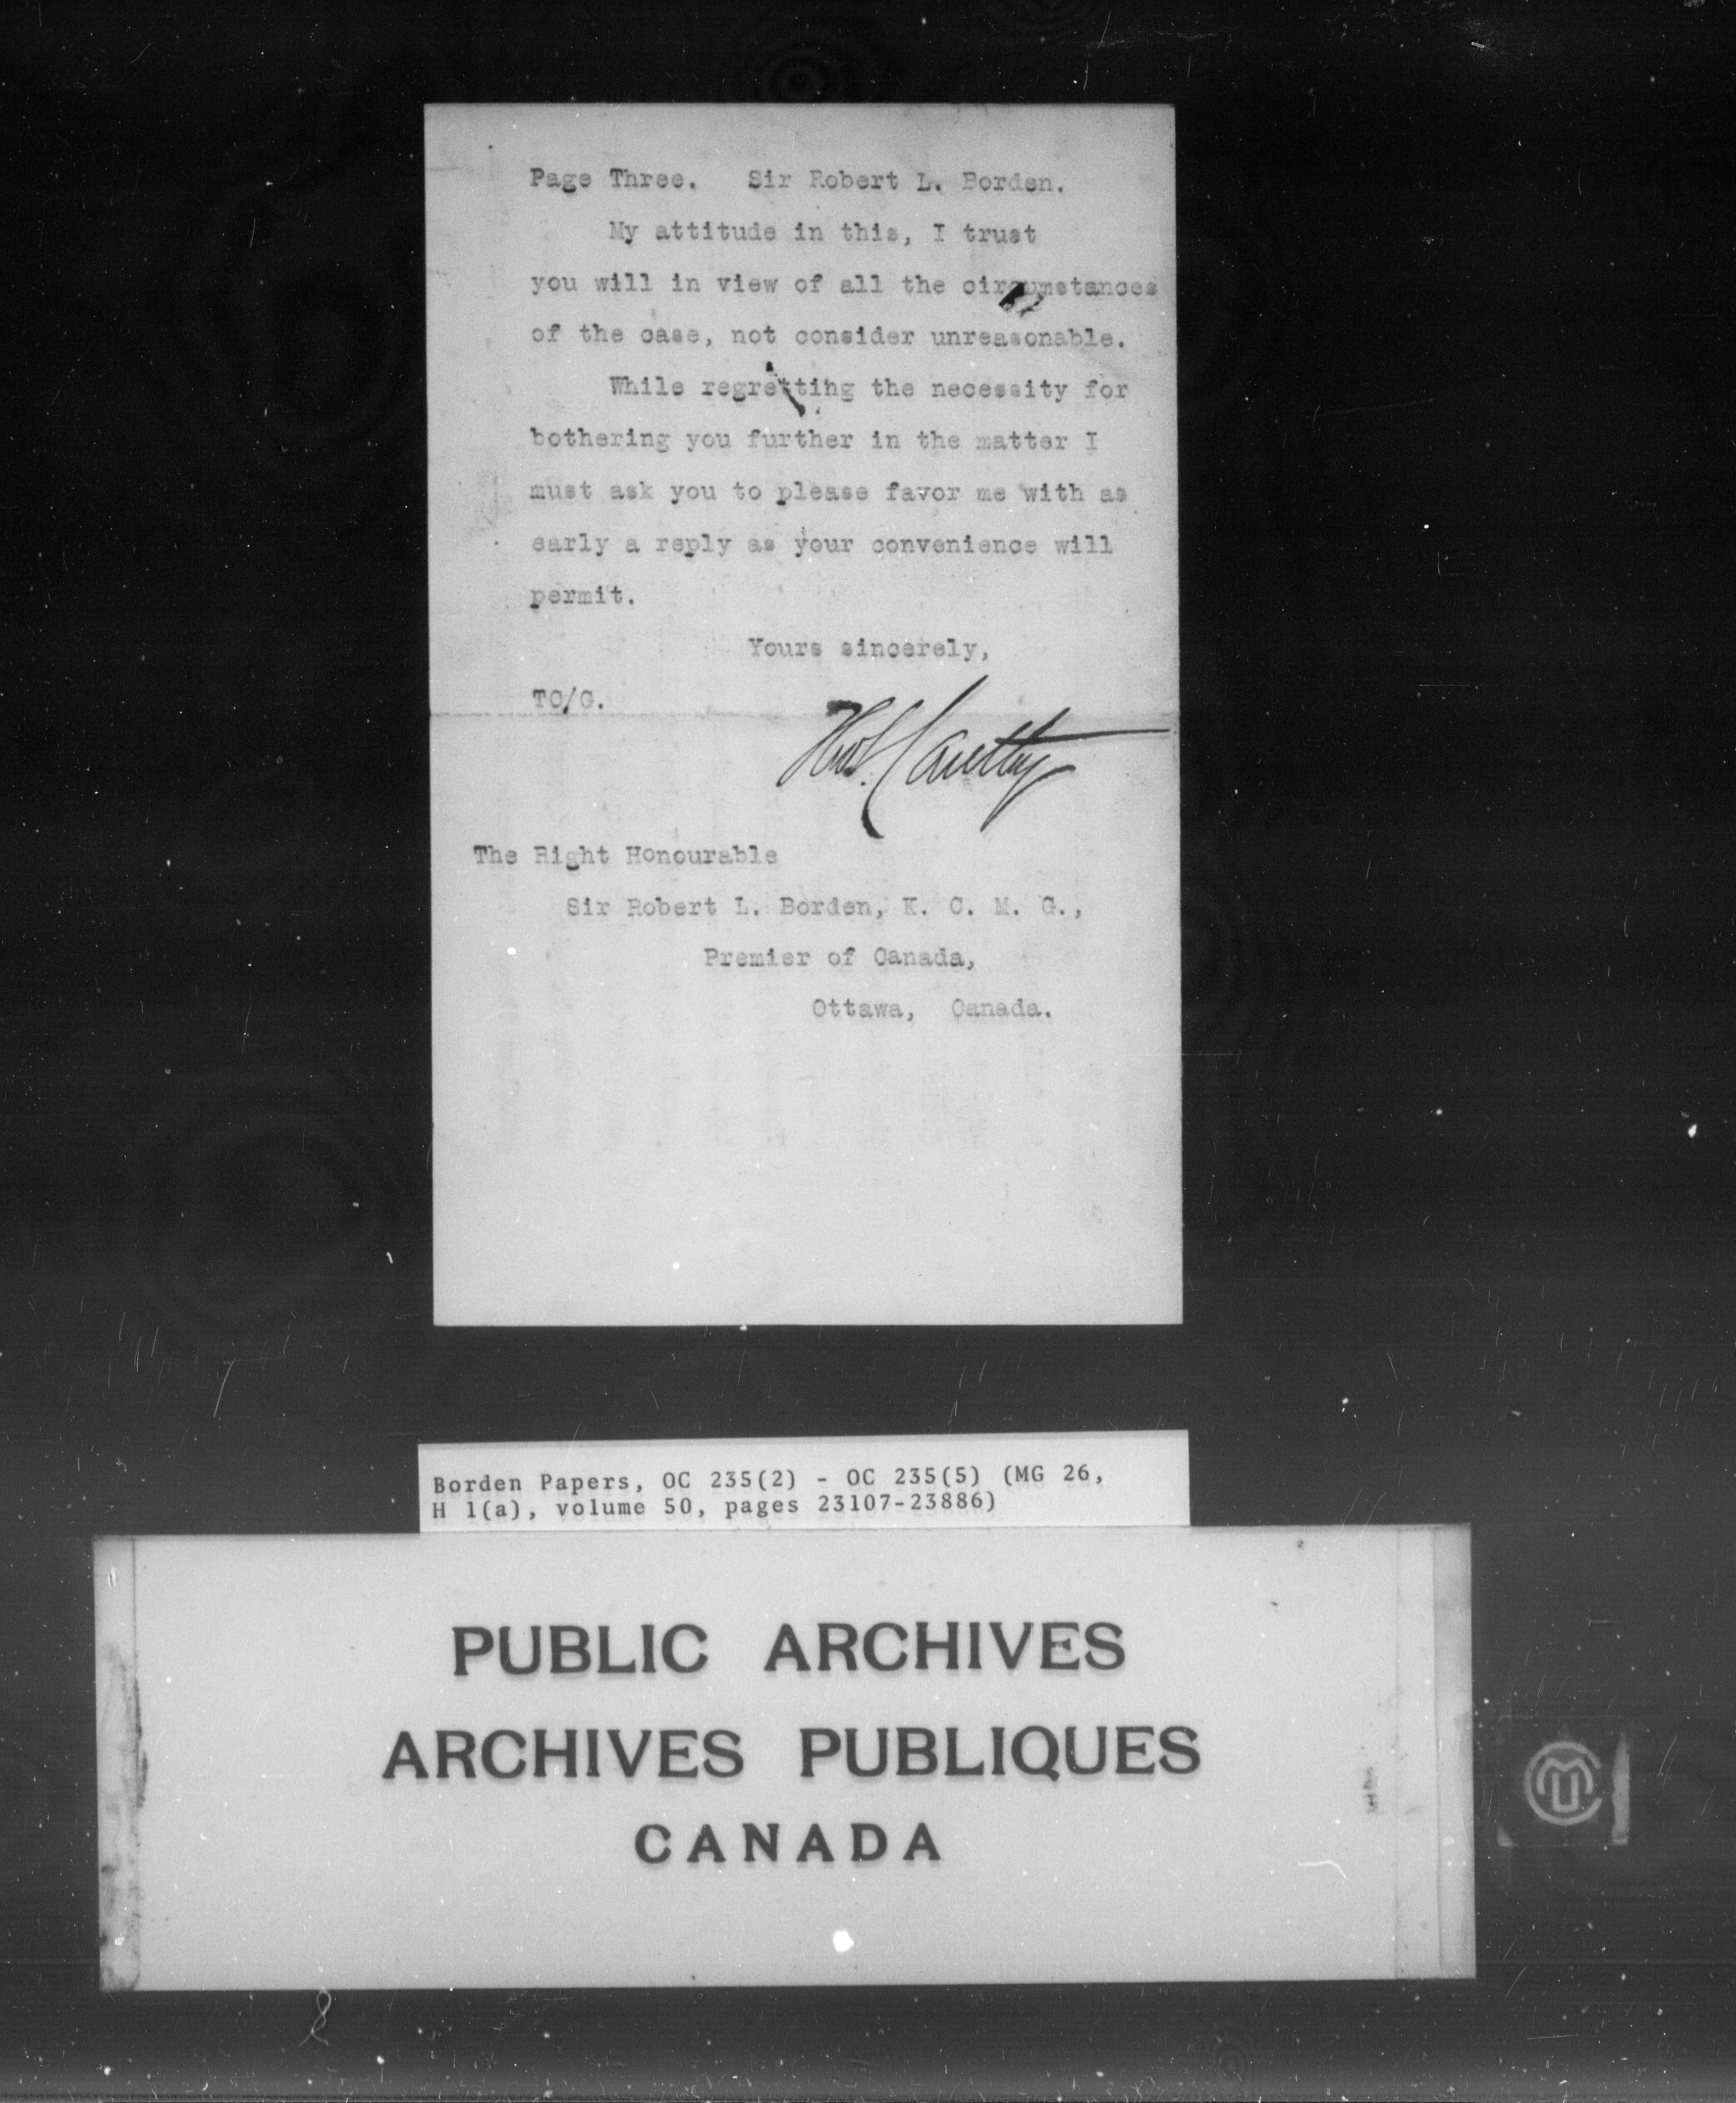 Page Three. Sir Robert L. Borden.
My attitude in this, I trust
you will in view of all the circumstances
of the case, not consider unreasonable.
While regretting the necessity for
bothering you further in the matter I
must ask you to please favor me with as
early a reply as your convenience will
permit.
Yours sincerely,
TC/G.
Thos. Cantley
The Right Honourable
Sir Robert L. Borden, K. C. M. G.,
Premier of Canada,
Ottawa, Canada.
Borden Papers, OC 235(2) - OC 235(5) (MG 26,
H 1(a), volume 50, pages 23107-23886)
PUBLIC ARCHIVES
ARCHIVES PUBLIQUES
CANADA